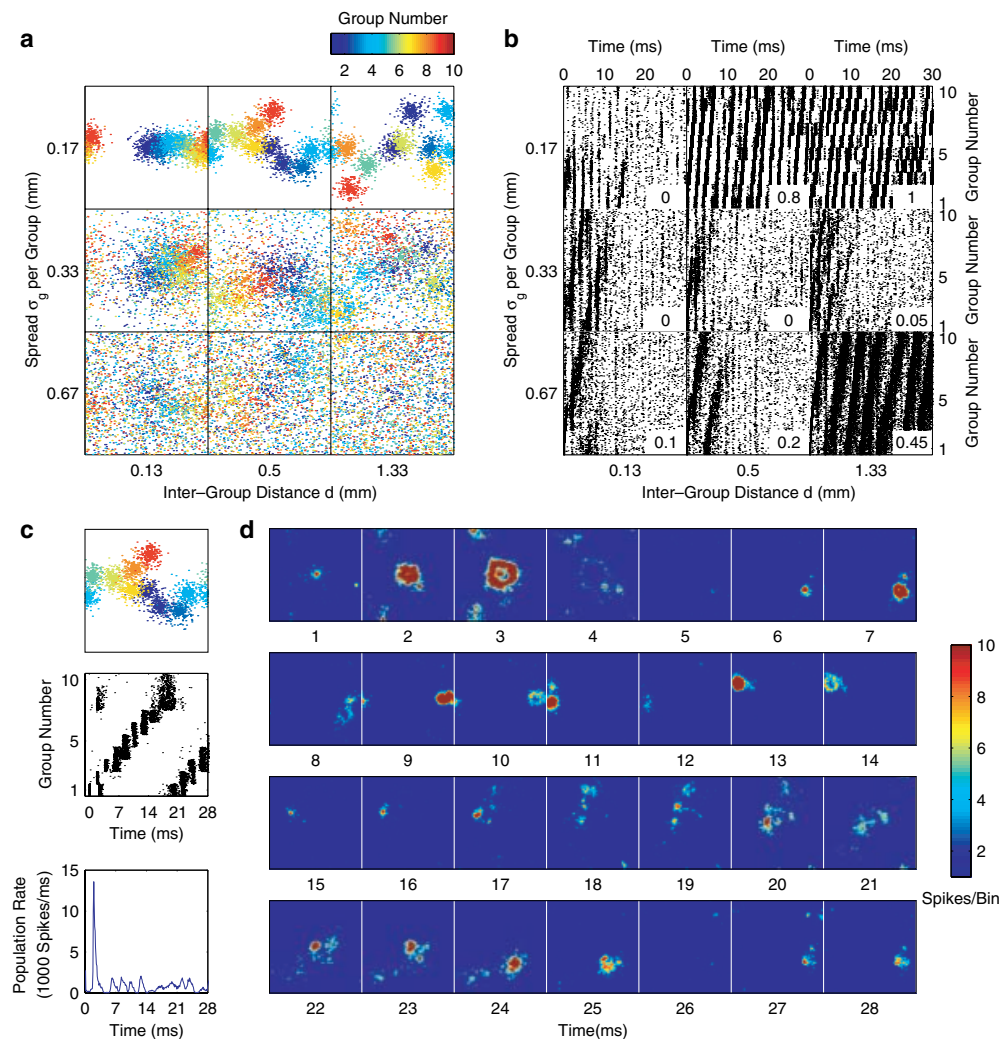 Group Number
2 4 6 8 10
a
Spread σg per Group (mm)
0.17
0.33
0.67
0.13 0.5 1.33
Inter–Group Distance d (mm)
b
Time (ms) Time (ms) Time (ms)
0 10 20 0 10 20 0 10 20 30
Spread σg per Group (mm)
0.17
0.33
0.67
0 0.8 1
0 0 0.05
0.1 0.2 0.45
10
5
1
Group Number
10
5
1
Group Number
10
5
1
Group Number
0.13 0.5 1.33
Inter–Group Distance d (mm)
c
Group Number
10
5
1
0 7 14 21 28
Time (ms)
Population Rate
(1000 Spikes/ms)
15
10
5
0
0 7 14 21 28
Time (ms)
d
1 2 3 4 5 6 7
8 9 10 11 12 13 14
15 16 17 18 19 20 21
22 23 24 25 26 27 28
Time(ms)
10
8
6
4
2
Spikes/Bin